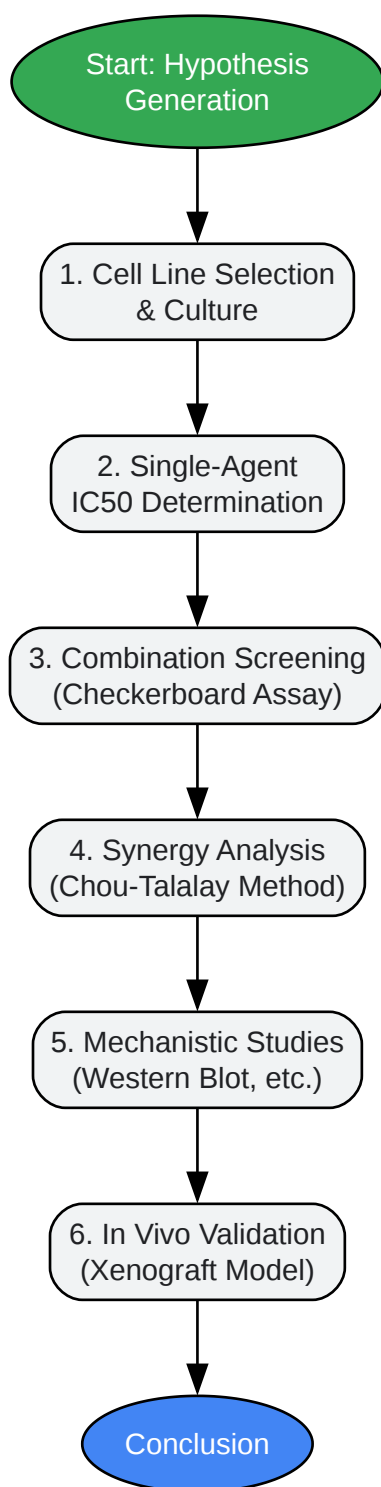 Start: Hypothesis
Generation
1. Cell Line Selection
& Culture
2. Single-Agent
IC50 Determination
3. Combination Screening
(Checkerboard Assay)
4. Synergy Analysis
(Chou-Talalay Method)
5. Mechanistic Studies
(Western Blot, etc.)
6. In Vivo Validation
(Xenograft Model)
Conclusion